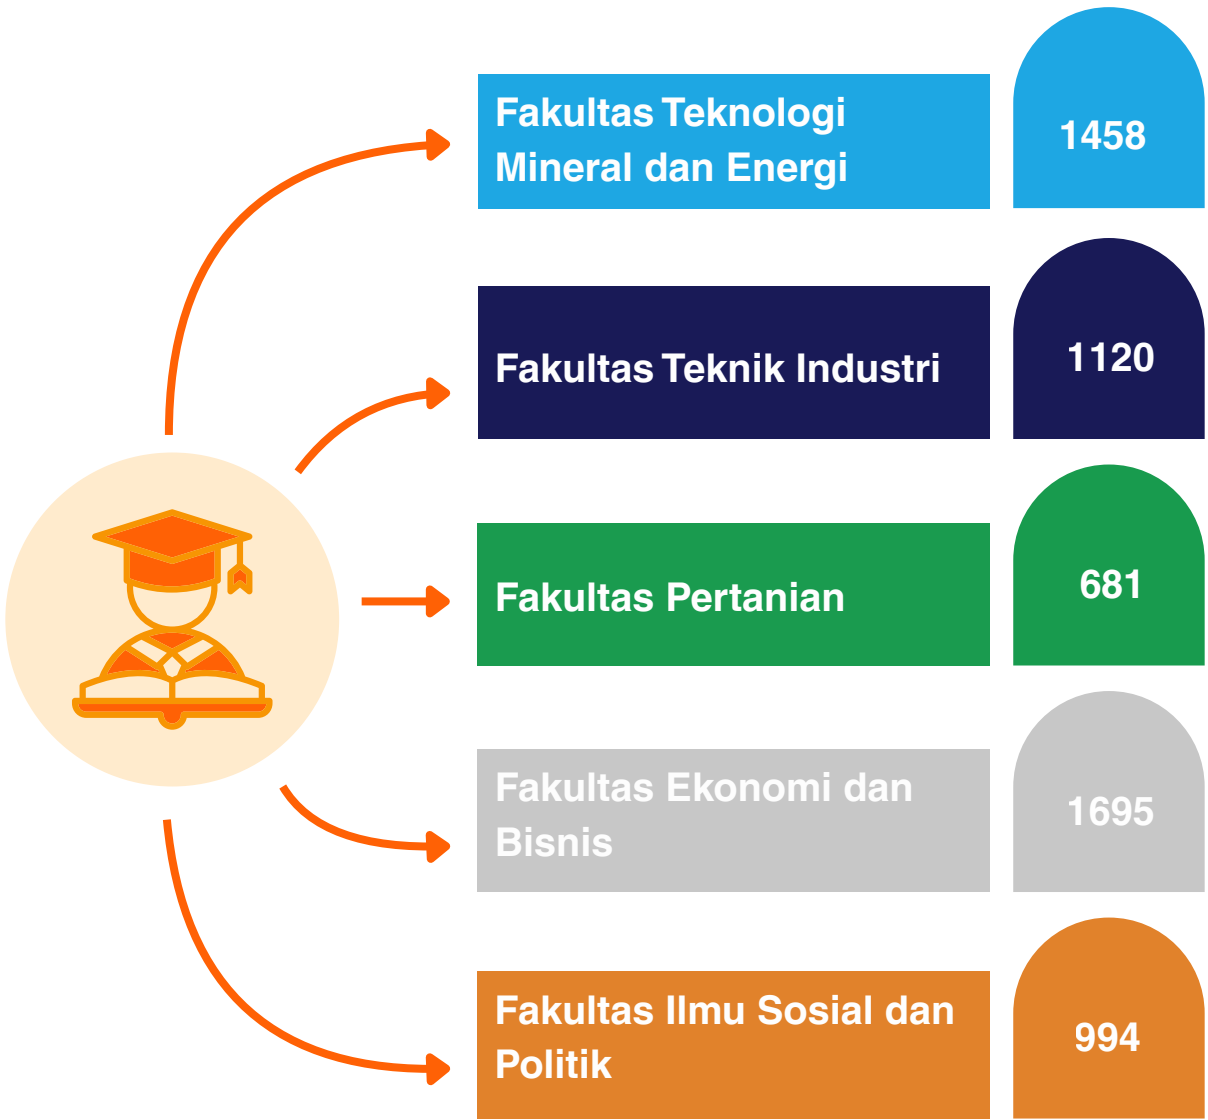 Fakultas Teknologi
Mineral dan Energi
1458
Fakultas Teknik Industri
1120
Fakultas Pertanian
681
Fakultas Ekonomi dan
Bisnis
1695
Fakultas Ilmu Sosial dan
Politik
994